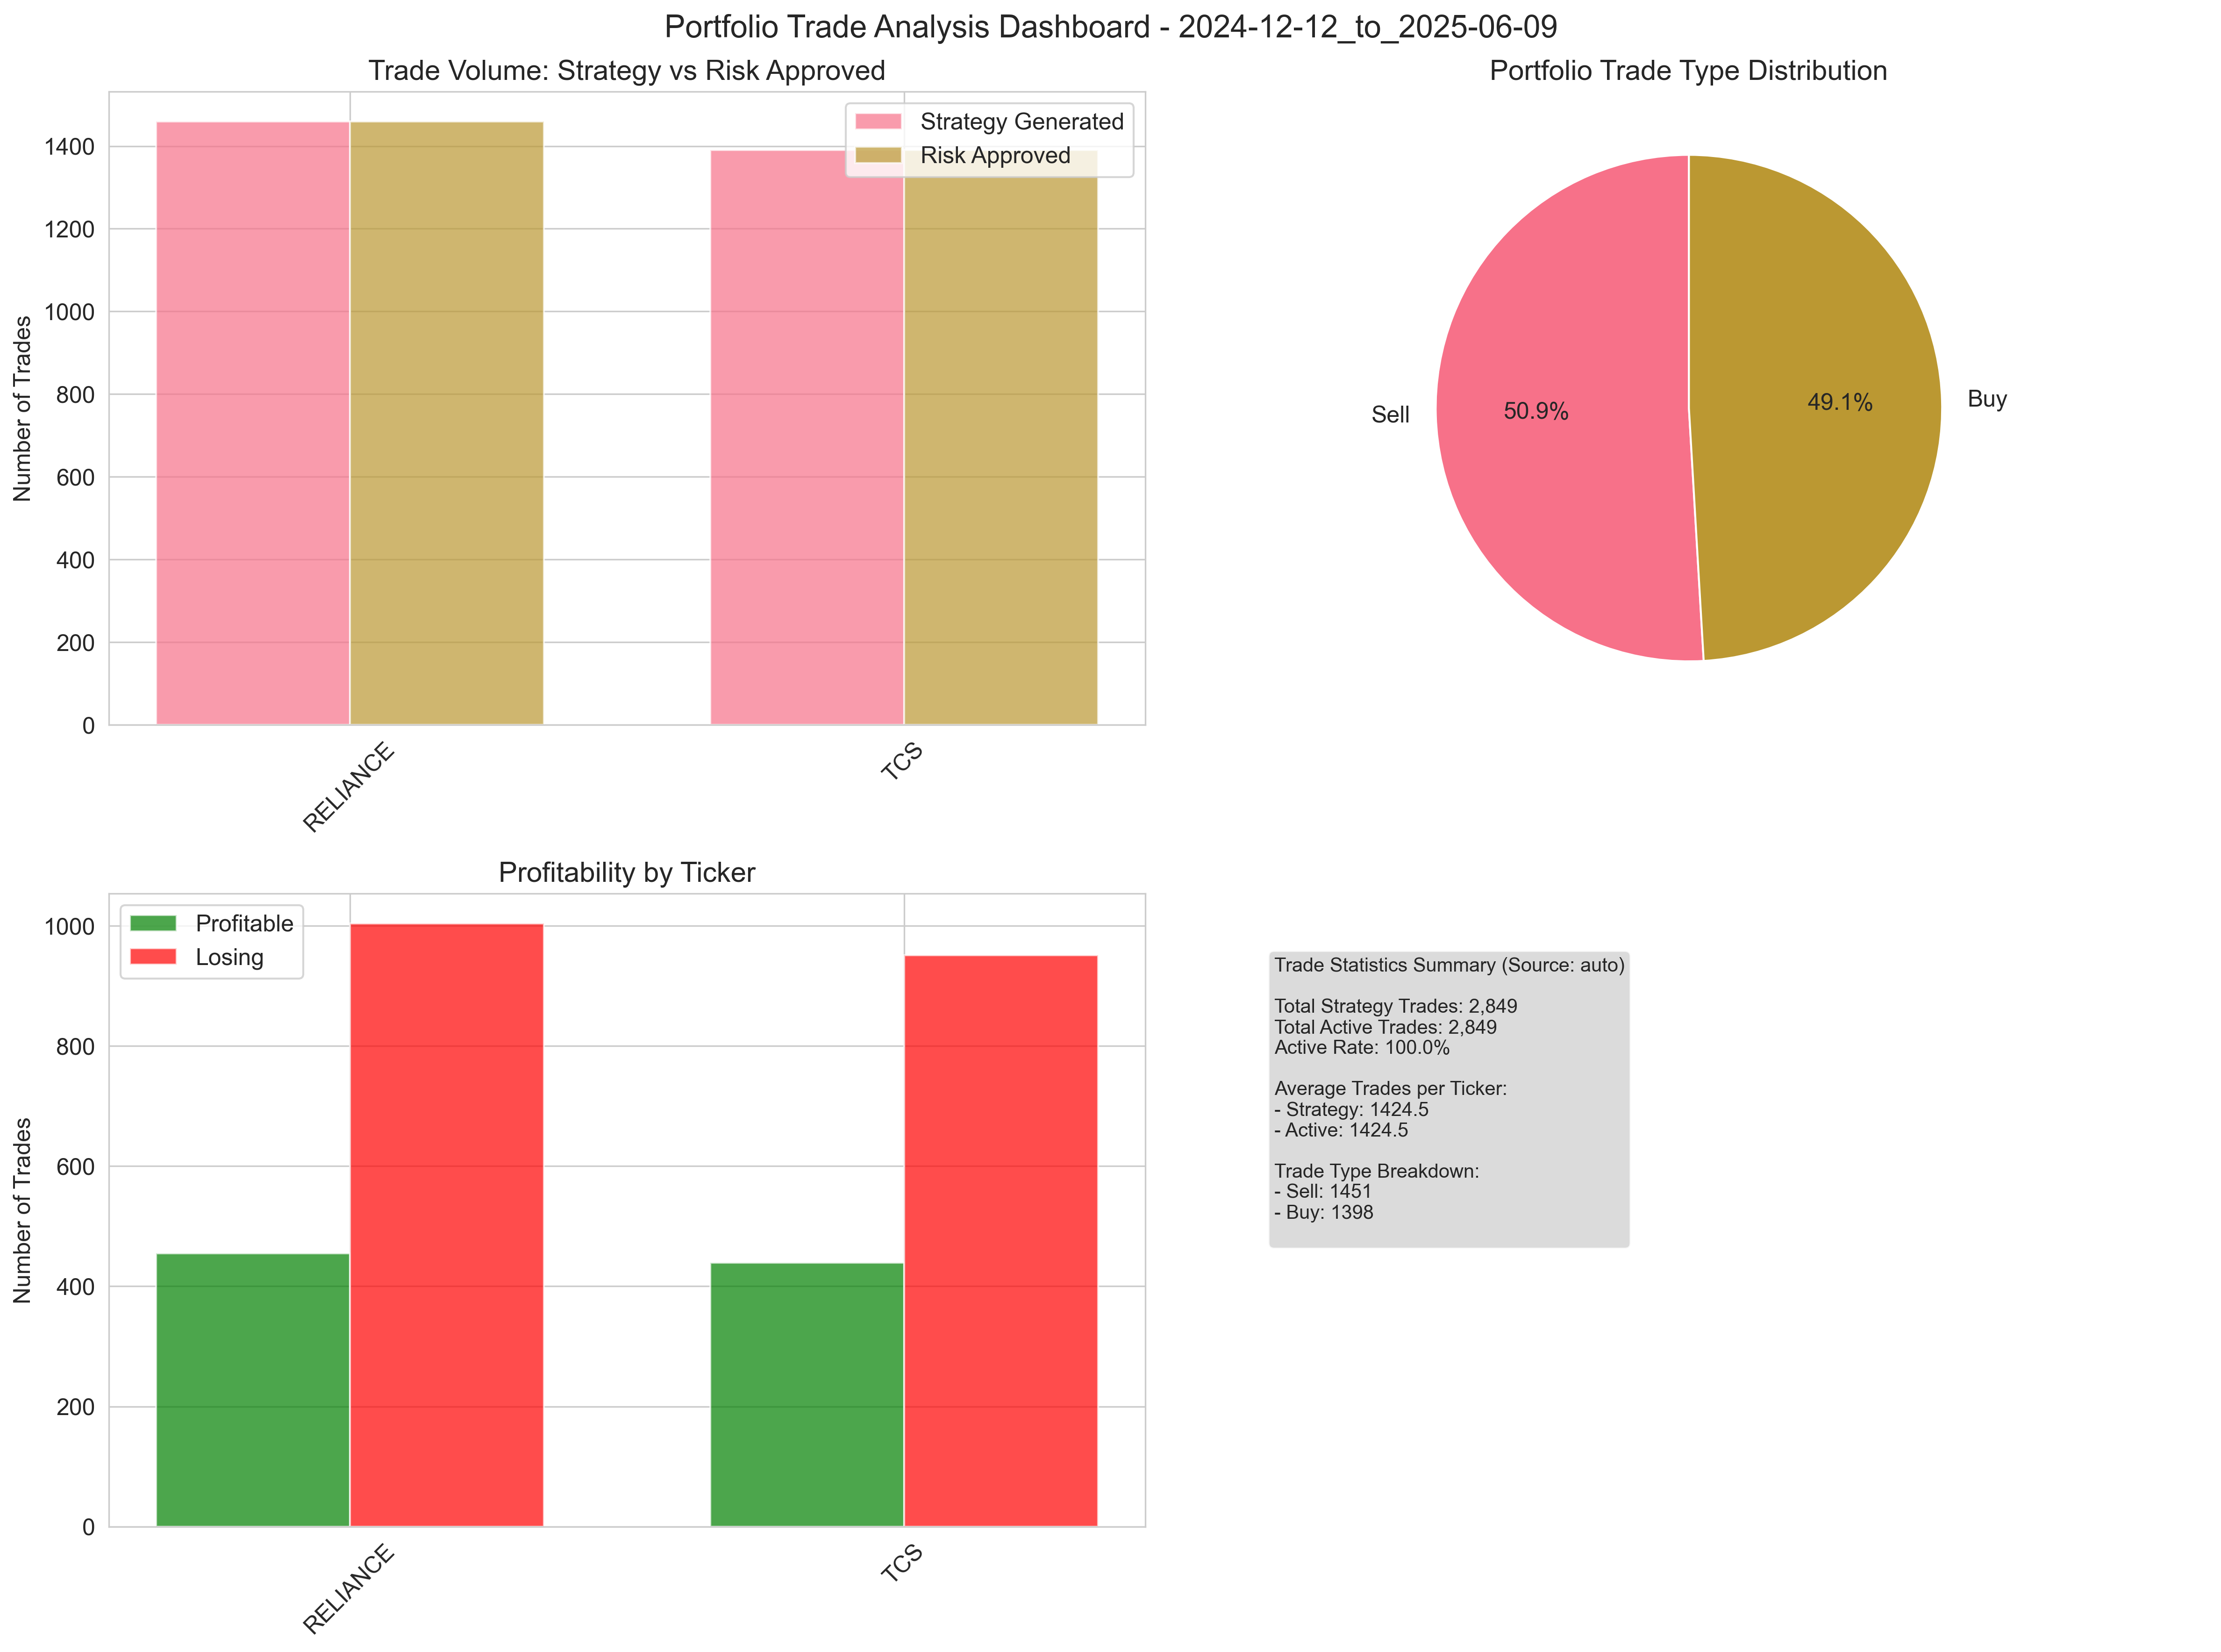 Portfolio Trade Analysis Dashboard - 2024-12-12_to_2025-06-09
Trade Volume: Strategy vs Risk Approved
Strategy Generated
Risk Approved
Number of Trades
1400
1200
1000
800
600
400
200
0
RELIANCE
TCS
Portfolio Trade Type Distribution
Sell
50.9%
49.1%
Buy
Profitability by Ticker
Profitable
Losing
Number of Trades
1000
800
600
400
200
0
RELIANCE
TCS
Trade Statistics Summary (Source: auto)
Total Strategy Trades: 2,849
Total Active Trades: 2,849
Active Rate: 100.0%
Average Trades per Ticker:
- Strategy: 1424.5
- Active: 1424.5
Trade Type Breakdown:
- Sell: 1451
- Buy: 1398